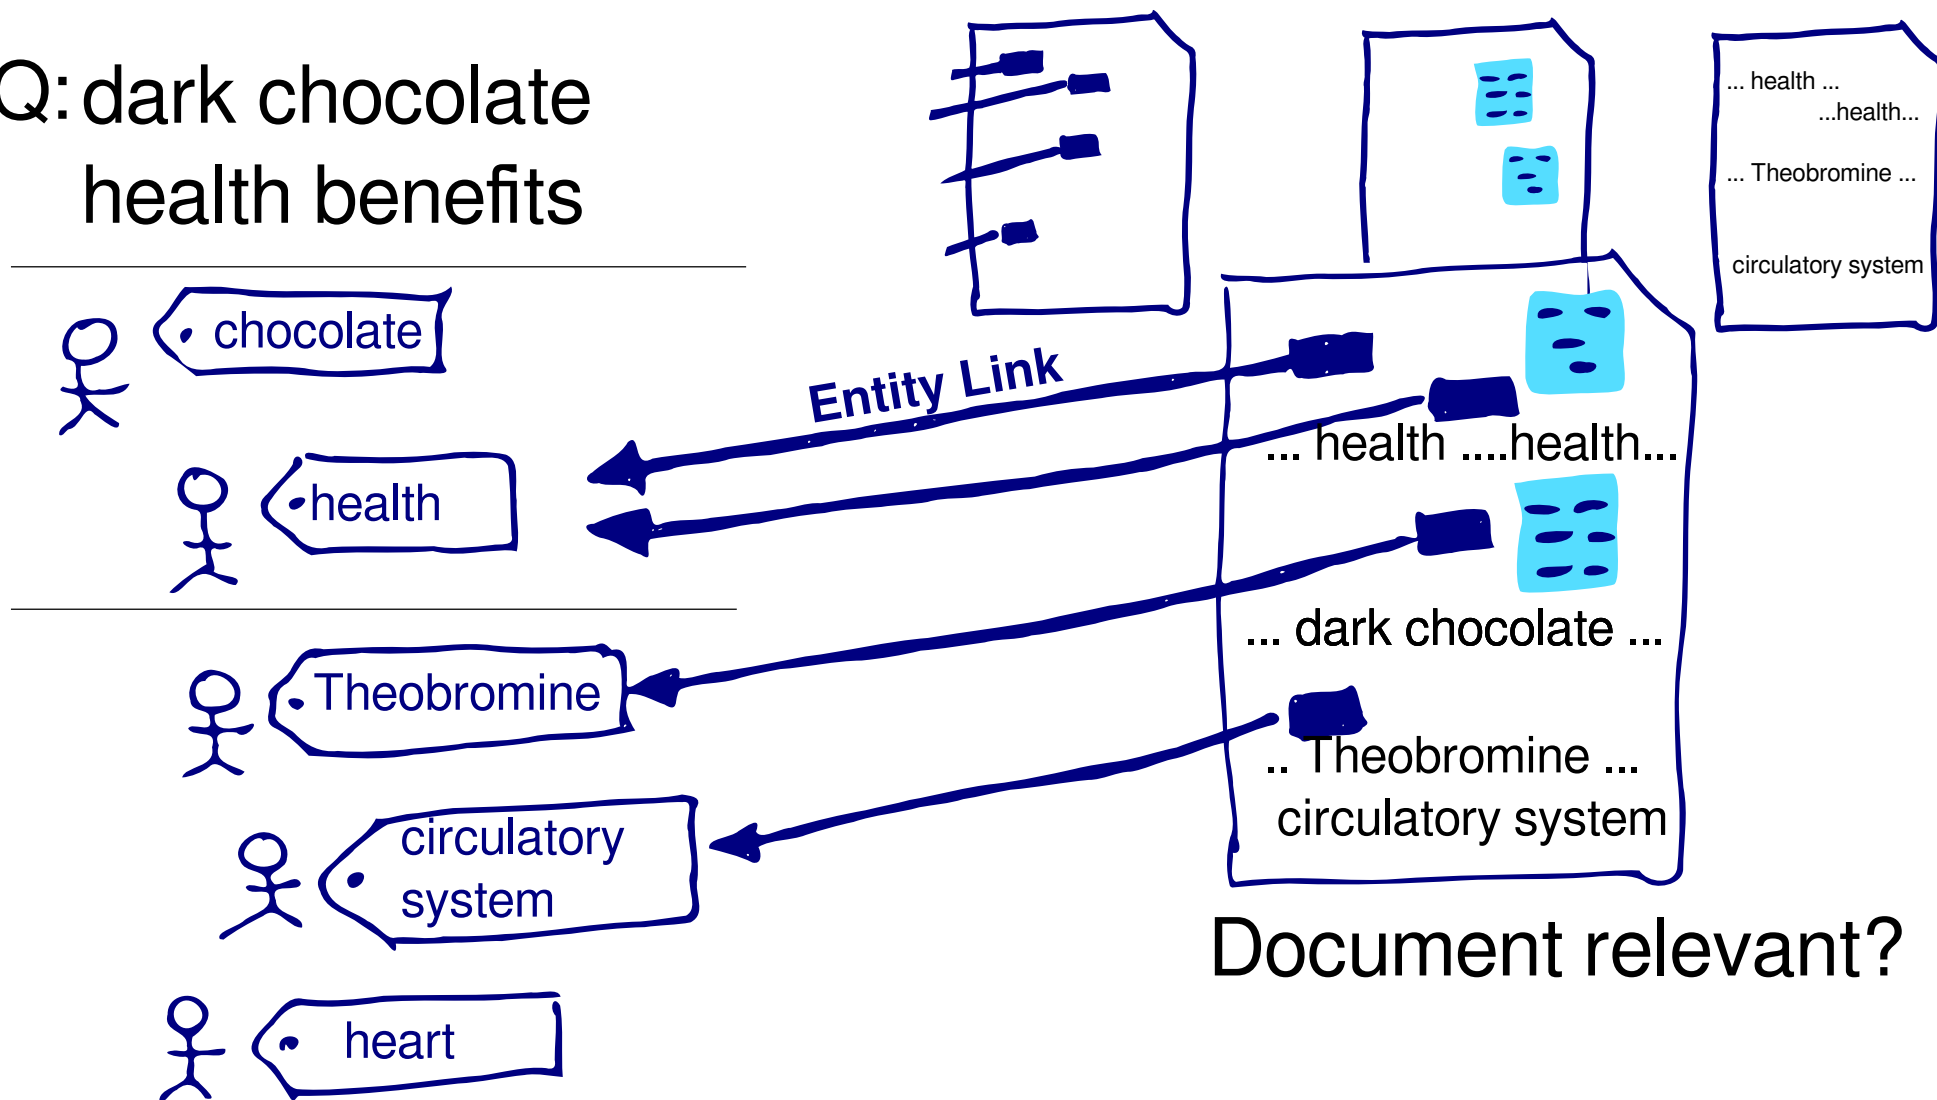 Q: dark chocolate
health benefits
chocolate
health
Theobromine
circulatory
system
heart
Entity Link
... health ...
...health...
... Theobromine ...
circulatory system
... health ....health...
... dark chocolate ...
.. Theobromine ...
circulatory system
Document relevant?